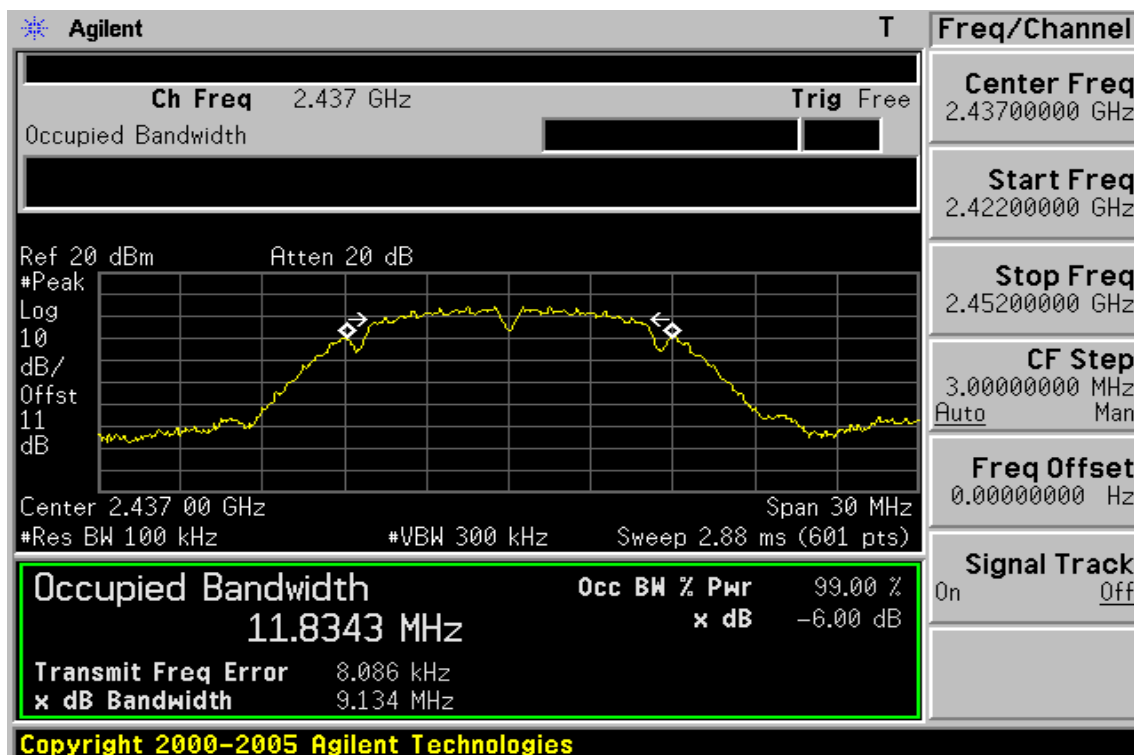 Agilent T
Freq/Channel
Ch Freq 2.437 GHz Trig Free
Occupied Bandwidth
Center Freq
2.43700000 GHz
Start Freq
2.42200000 GHz
Stop Freq
2.45200000 GHz
CF Step
3.00000000 MHz
Auto Man
Freq Offset
0.00000000 Hz
Signal Track
On Off
Ref 20 dBm Atten 20 dB
#Peak
Log
10
dB/
Offst
11
dB
Center 2.437 00 GHz Span 30 MHz
#Res BW 100 kHz #VBW 300 kHz Sweep 2.88 ms (601 pts)
Occupied Bandwidth Occ BW % Pwr 99.00 %
11.8343 MHz x dB -6.00 dB
Transmit Freq Error 8.086 kHz
x dB Bandwidth 9.134 MHz
Copyright 2000-2005 Agilent Technologies